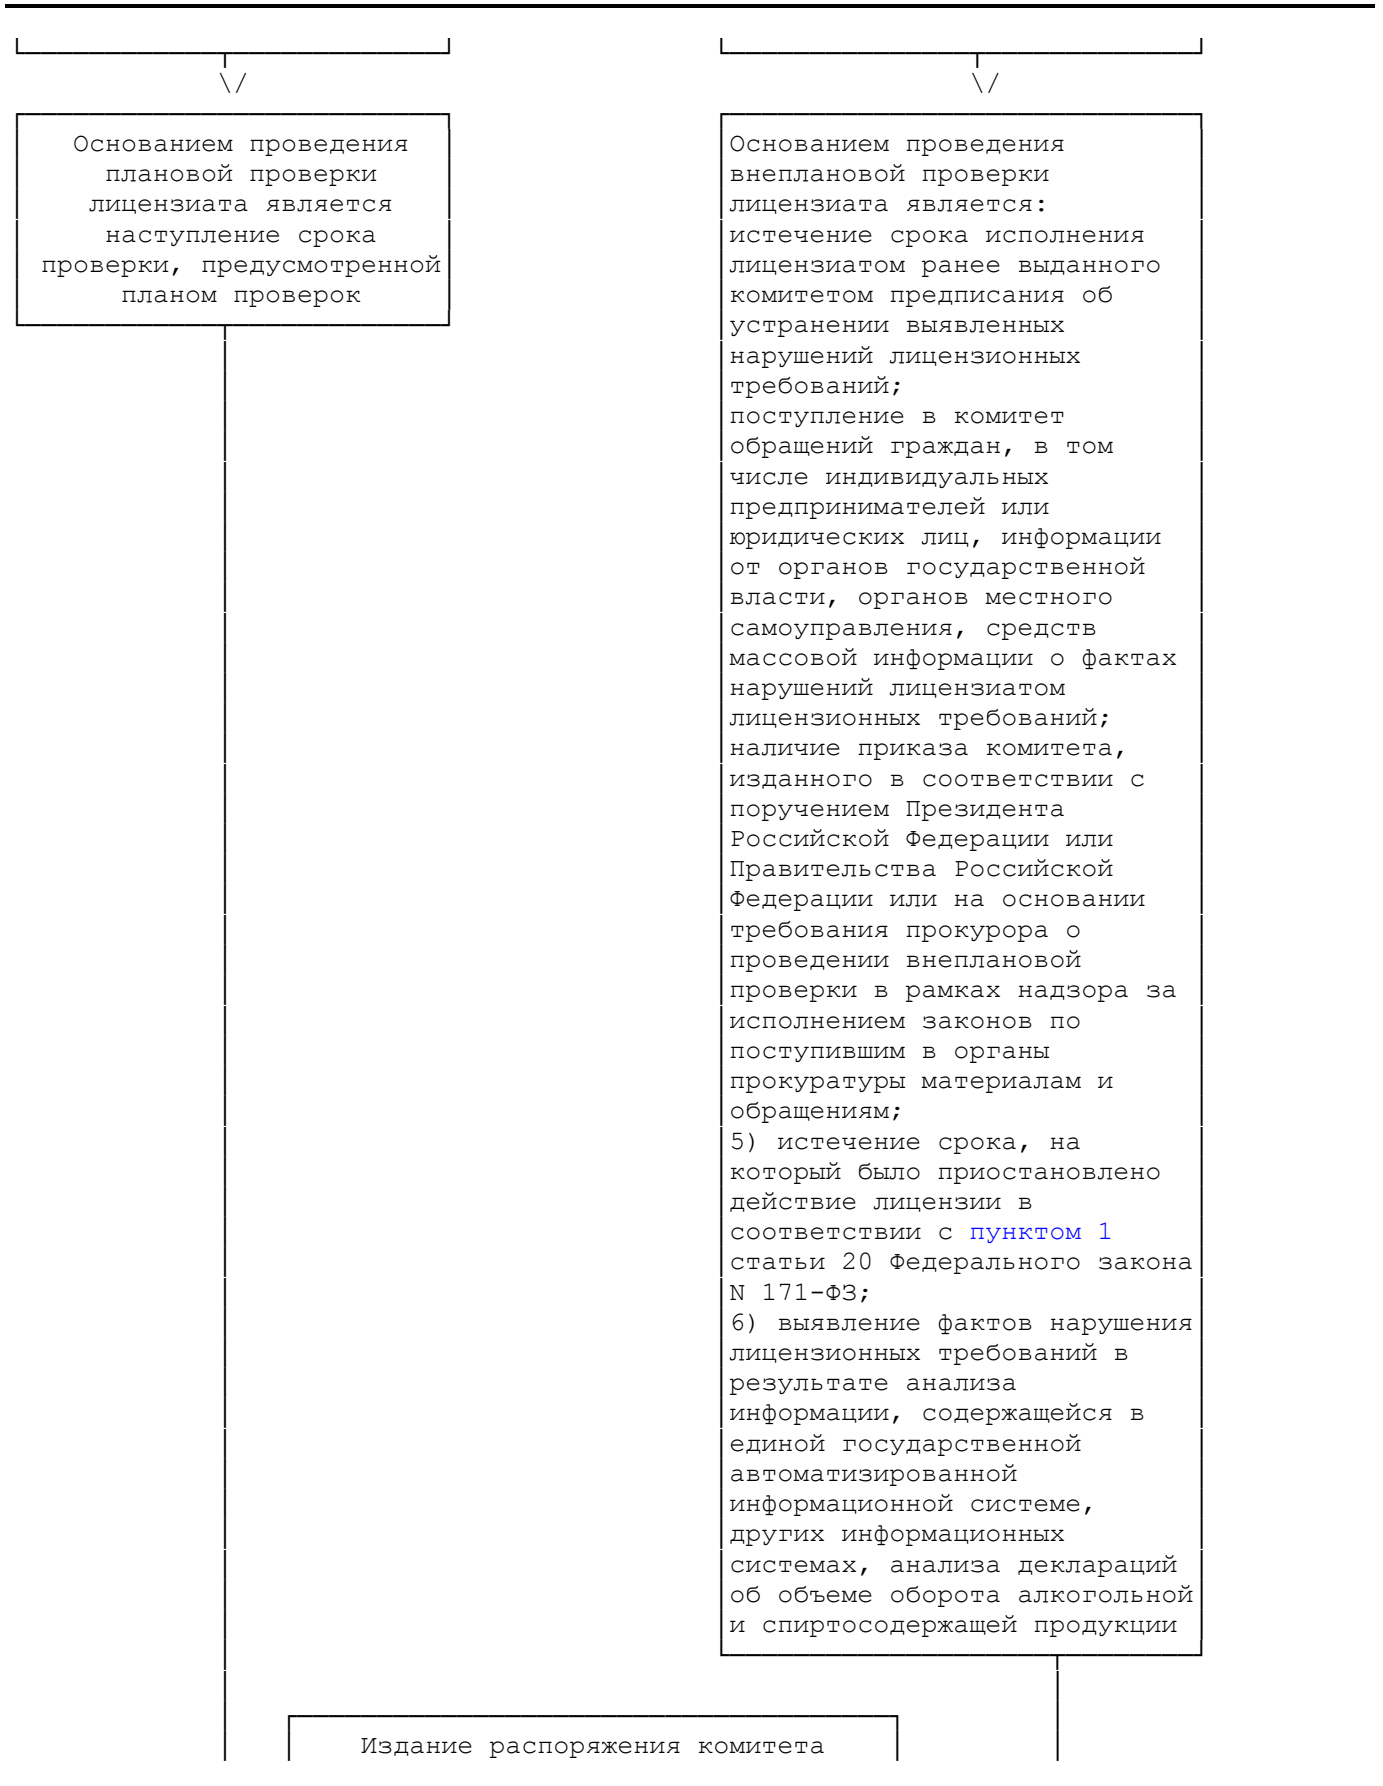 \/
\/
Основанием проведения
плановой проверки
лицензиата является
наступление срока
проверки, предусмотренной
планом проверок
Основанием проведения
внеплановой проверки
лицензиата является:
истечение срока исполнения
лицензиатом ранее выданного
комитетом предписания об
устранении выявленных
нарушений лицензионных
требований;
поступление в комитет
обращений граждан, в том
числе индивидуальных
предпринимателей или
юридических лиц, информации
от органов государственной
власти, органов местного
самоуправления, средств
массовой информации о фактах
нарушений лицензиатом
лицензионных требований;
наличие приказа комитета,
изданного в соответствии с
поручением Президента
Российской Федерации или
Правительства Российской
Федерации или на основании
требования прокурора о
проведении внеплановой
проверки в рамках надзора за
исполнением законов по
поступившим в органы
прокуратуры материалам и
обращениям;
5) истечение срока, на
который было приостановлено
действие лицензии в
соответствии с пунктом 1
статьи 20 Федерального закона
N 171-ФЗ;
6) выявление фактов нарушения
лицензионных требований в
результате анализа
информации, содержащейся в
единой государственной
автоматизированной
информационной системе,
других информационных
системах, анализа деклараций
об объеме оборота алкогольной
и спиртосодержащей продукции
Издание распоряжения комитета